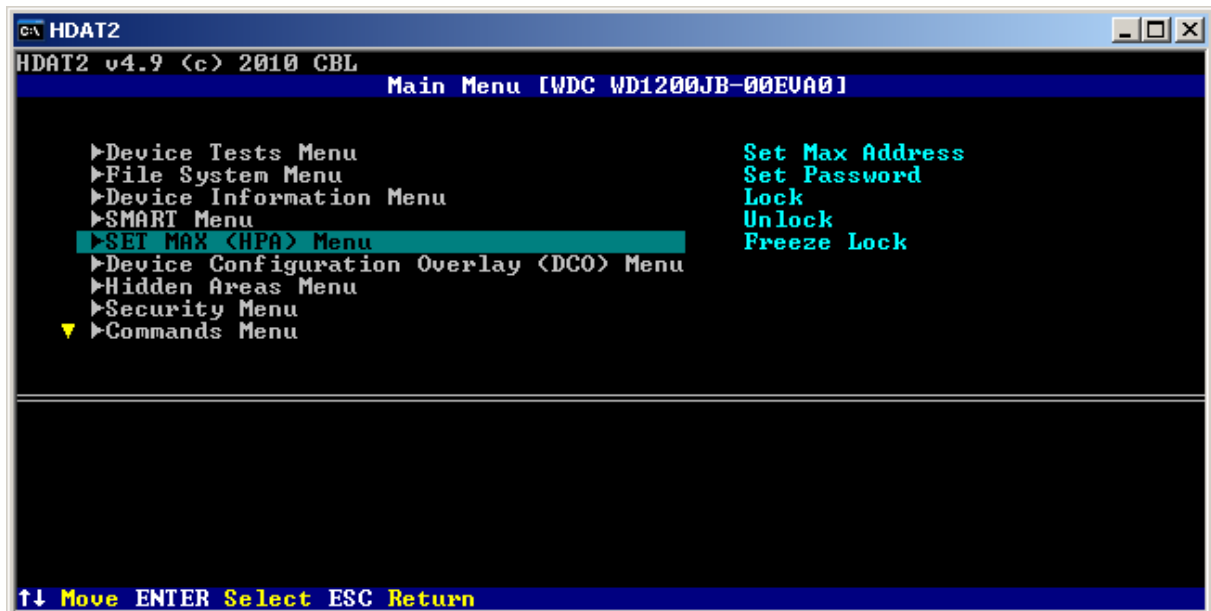 HDAT2
HDAT2 v4.9 (c) 2010 CBL
Main Menu [WDC WD1200JB-00EVA0]
►Device Tests Menu
►File System Menu
►Device Information Menu
►SMART Menu
►SET MAX (HPA) Menu
►Device Configuration Overlay (DCO) Menu
►Hidden Areas Menu
►Security Menu
▼ ►Commands Menu
Set Max Address
Set Password
Lock
Unlock
Freeze Lock
↑↓ Move ENTER Select ESC Return